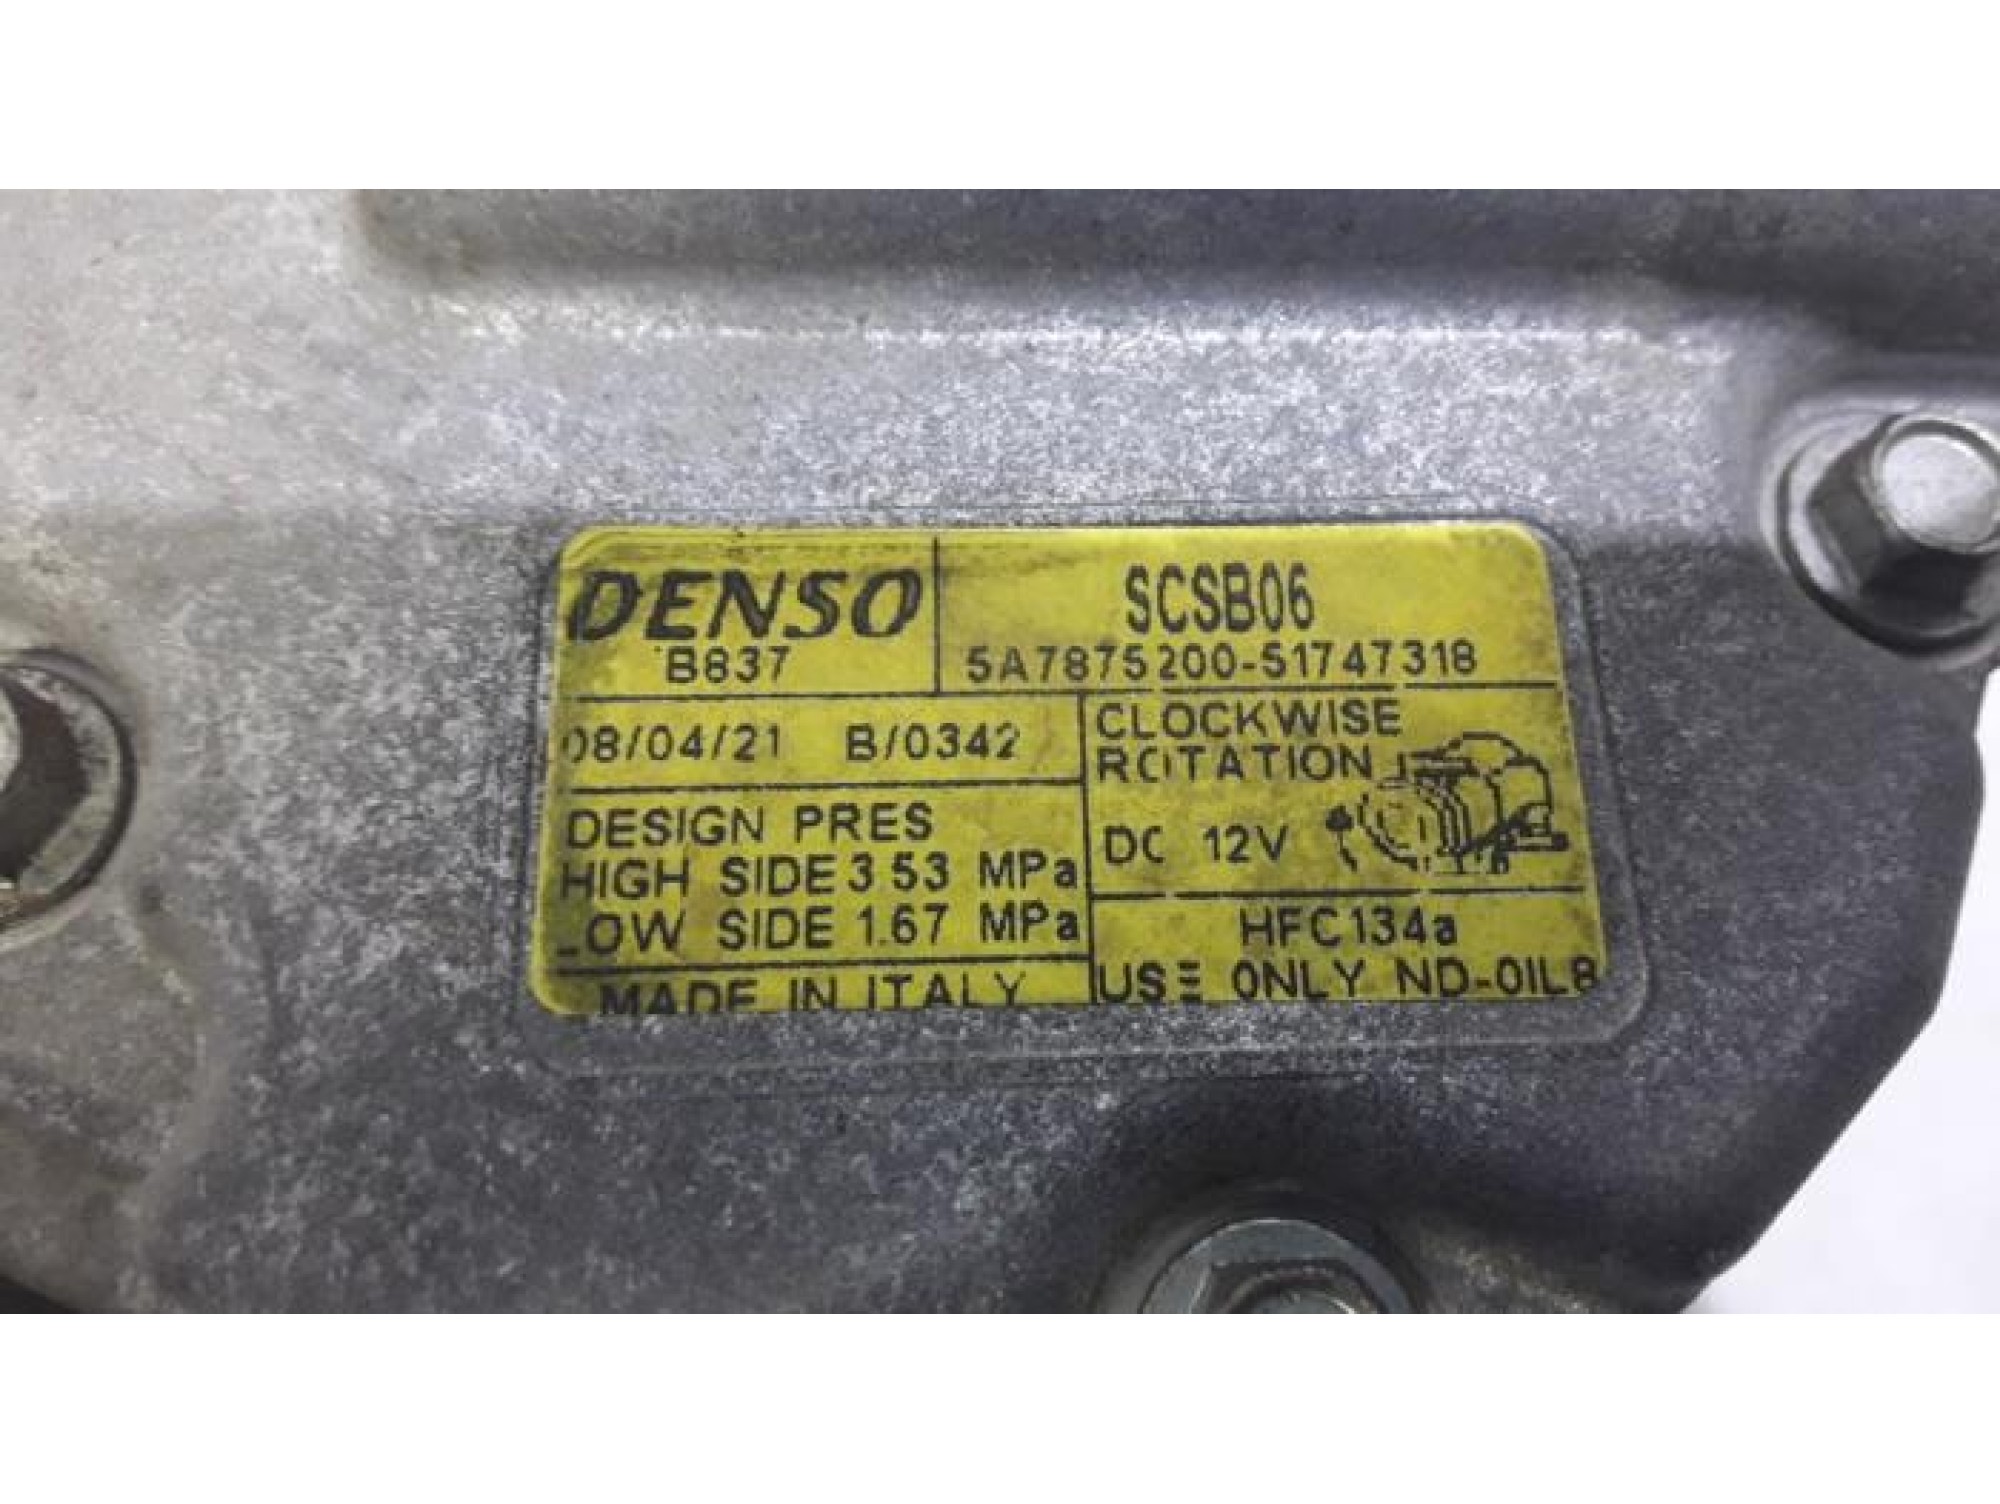 DENSO
B837
SCSB06
5A7875200-51747318
08/04/21 B/0342
CLOCKWISE
ROTATION
DC 12V
DESIGN PRES
HIGH SIDE 3.53 MPa
LOW SIDE 1.67 MPa
HFC134a
MADE IN ITALY
USE ONLY ND-OIL8